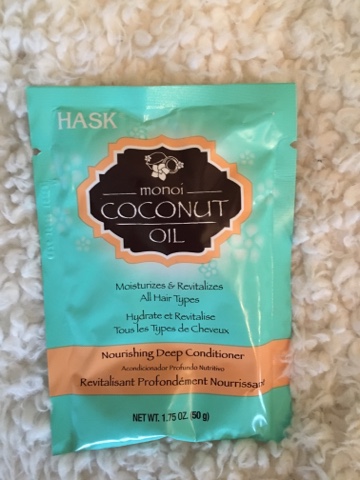 HASK
monoi
COCONUT
OIL
Moisturizes & Revitalizes
All Hair Types
Hydrate et Revitalise
Tous les Types de Cheveux
Nourishing Deep Conditioner
Acondicionador Profundo Nutritivo
Revitalisant Profondément Nourrissant
NET WT. 1.75 OZ. (50 g)